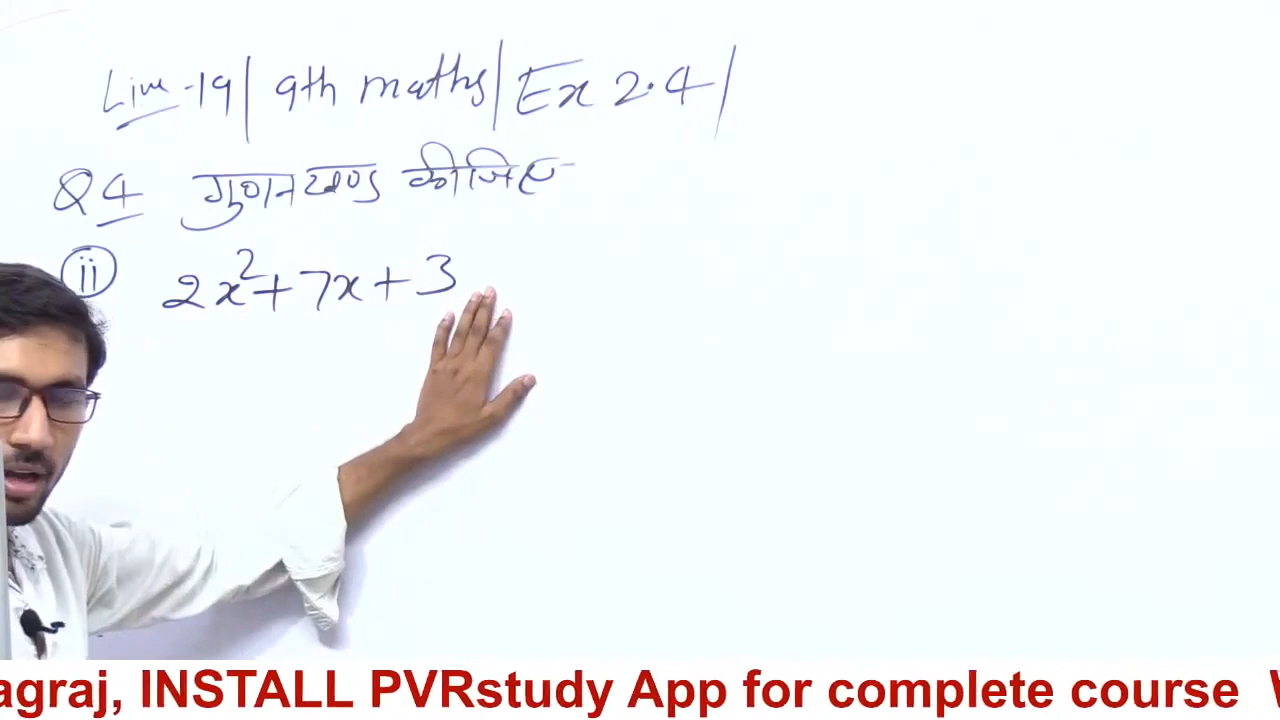 Live-19| 9th maths| Ex 2.4|
Q4 गुणनखण्ड कीजिए
ii 2x²+7x+3
agraj, INSTALL PVRstudy App for complete course